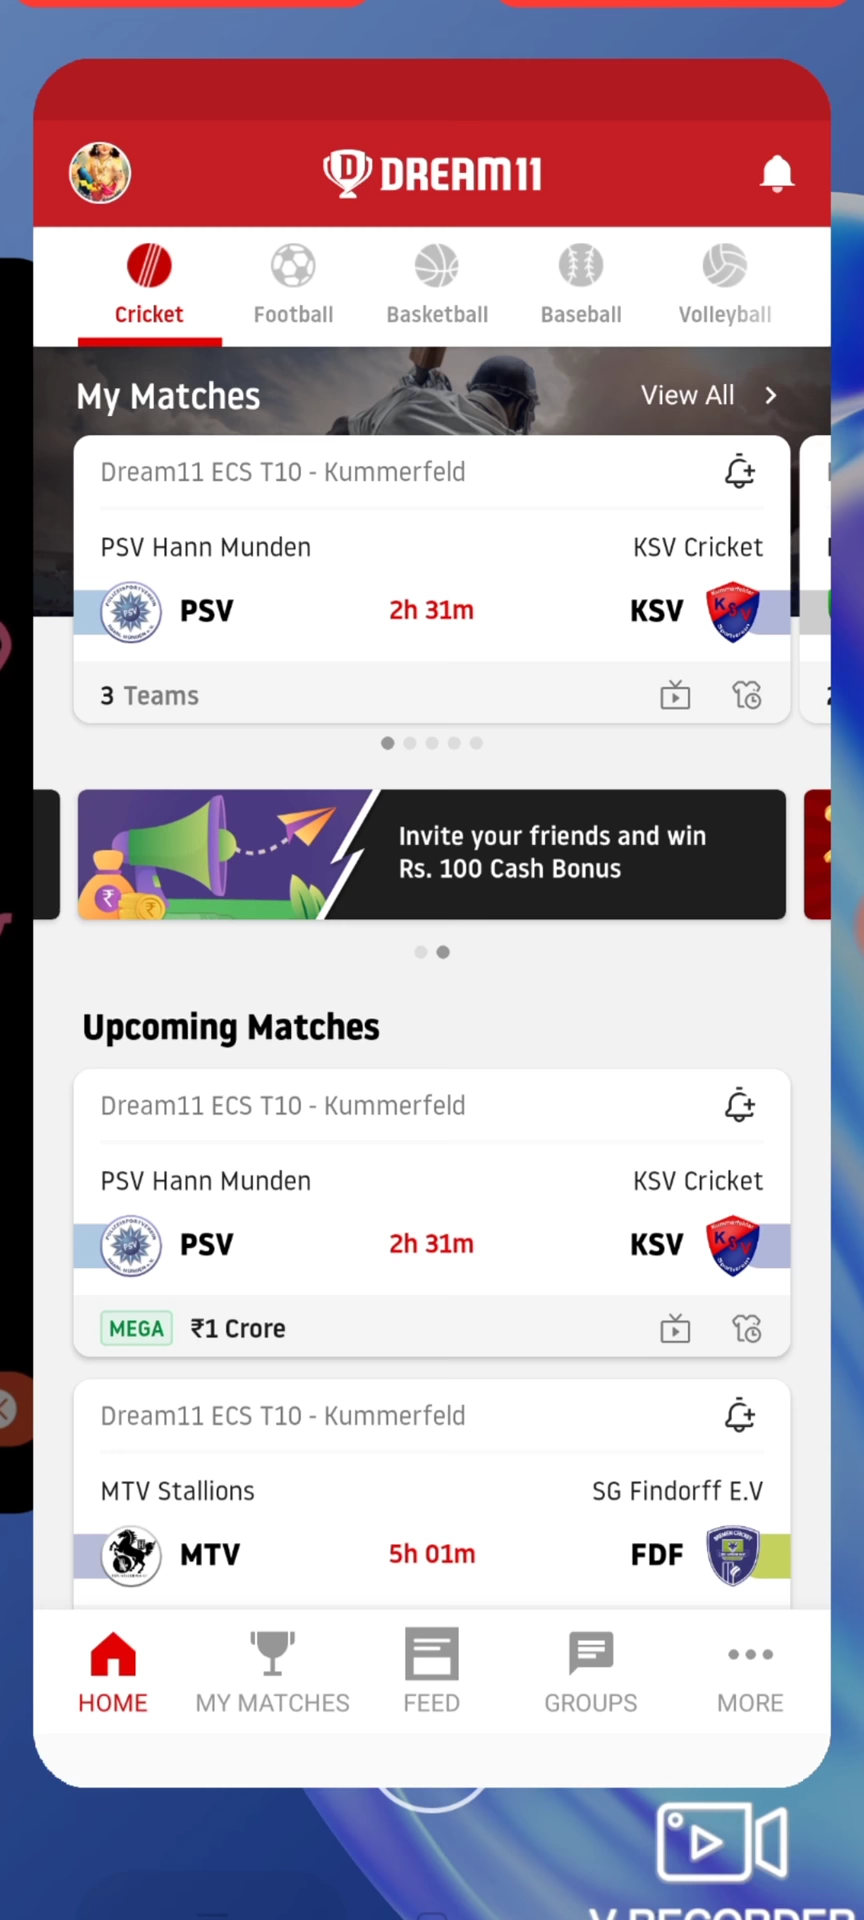 DREAM11
Cricket Football Basketball Baseball Volleyball
My Matches View All
Dream11 ECS T10 - Kummerfeld
PSV Hann Munden KSV Cricket
PSV 2h 31m KSV
3 Teams
Invite your friends and win
Rs. 100 Cash Bonus
Upcoming Matches
Dream11 ECS T10 - Kummerfeld
PSV Hann Munden KSV Cricket
PSV 2h 31m KSV
MEGA ₹1 Crore
Dream11 ECS T10 - Kummerfeld
MTV Stallions SG Findorff E.V
MTV 5h 01m FDF
HOME MY MATCHES FEED GROUPS MORE
V RECORDER